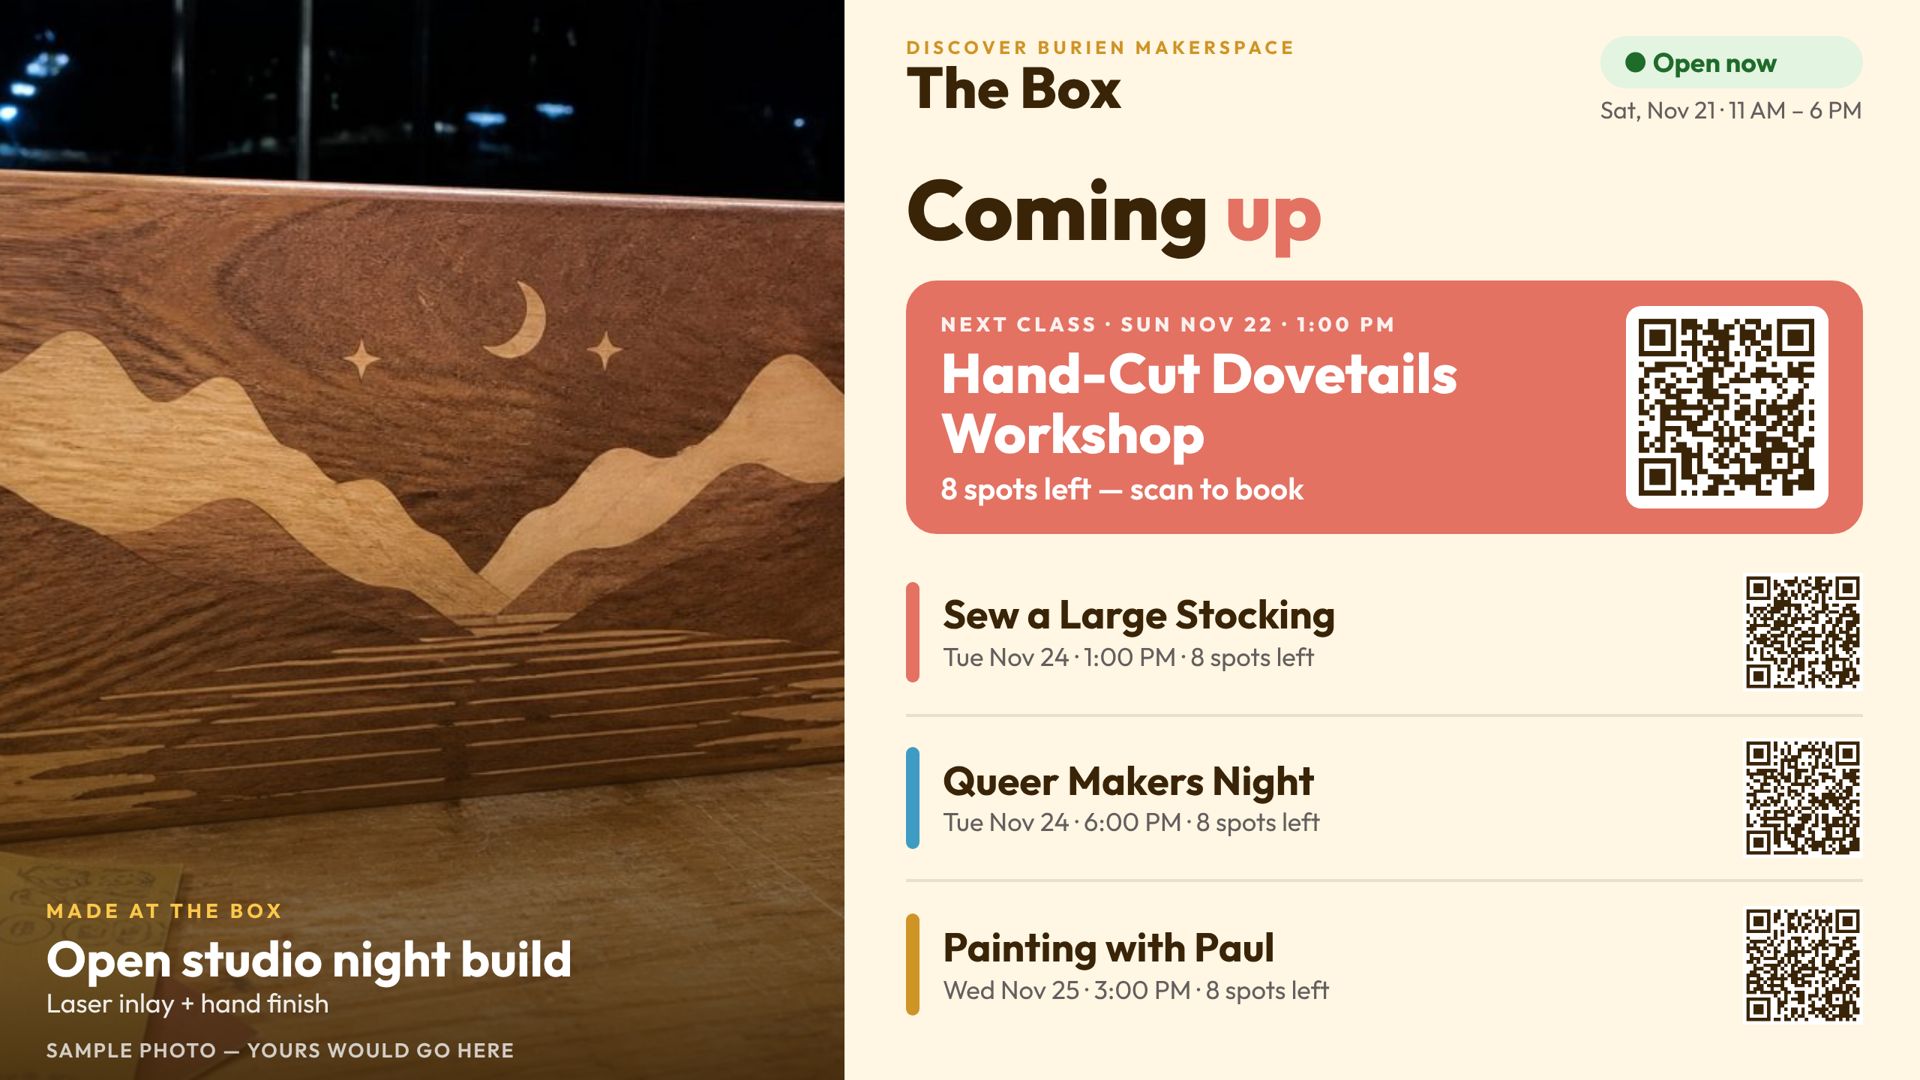 DISCOVER BURIEN MAKERSPACE
The Box
Open now
Sat, Nov 21 · 11 AM – 6 PM
Coming up
NEXT CLASS · SUN NOV 22 · 1:00 PM
Hand-Cut Dovetails
Workshop
8 spots left — scan to book
Sew a Large Stocking
Tue Nov 24 · 1:00 PM · 8 spots left
Queer Makers Night
Tue Nov 24 · 6:00 PM · 8 spots left
Painting with Paul
Wed Nov 25 · 3:00 PM · 8 spots left
MADE AT THE BOX
Open studio night build
Laser inlay + hand finish
SAMPLE PHOTO — YOURS WOULD GO HERE